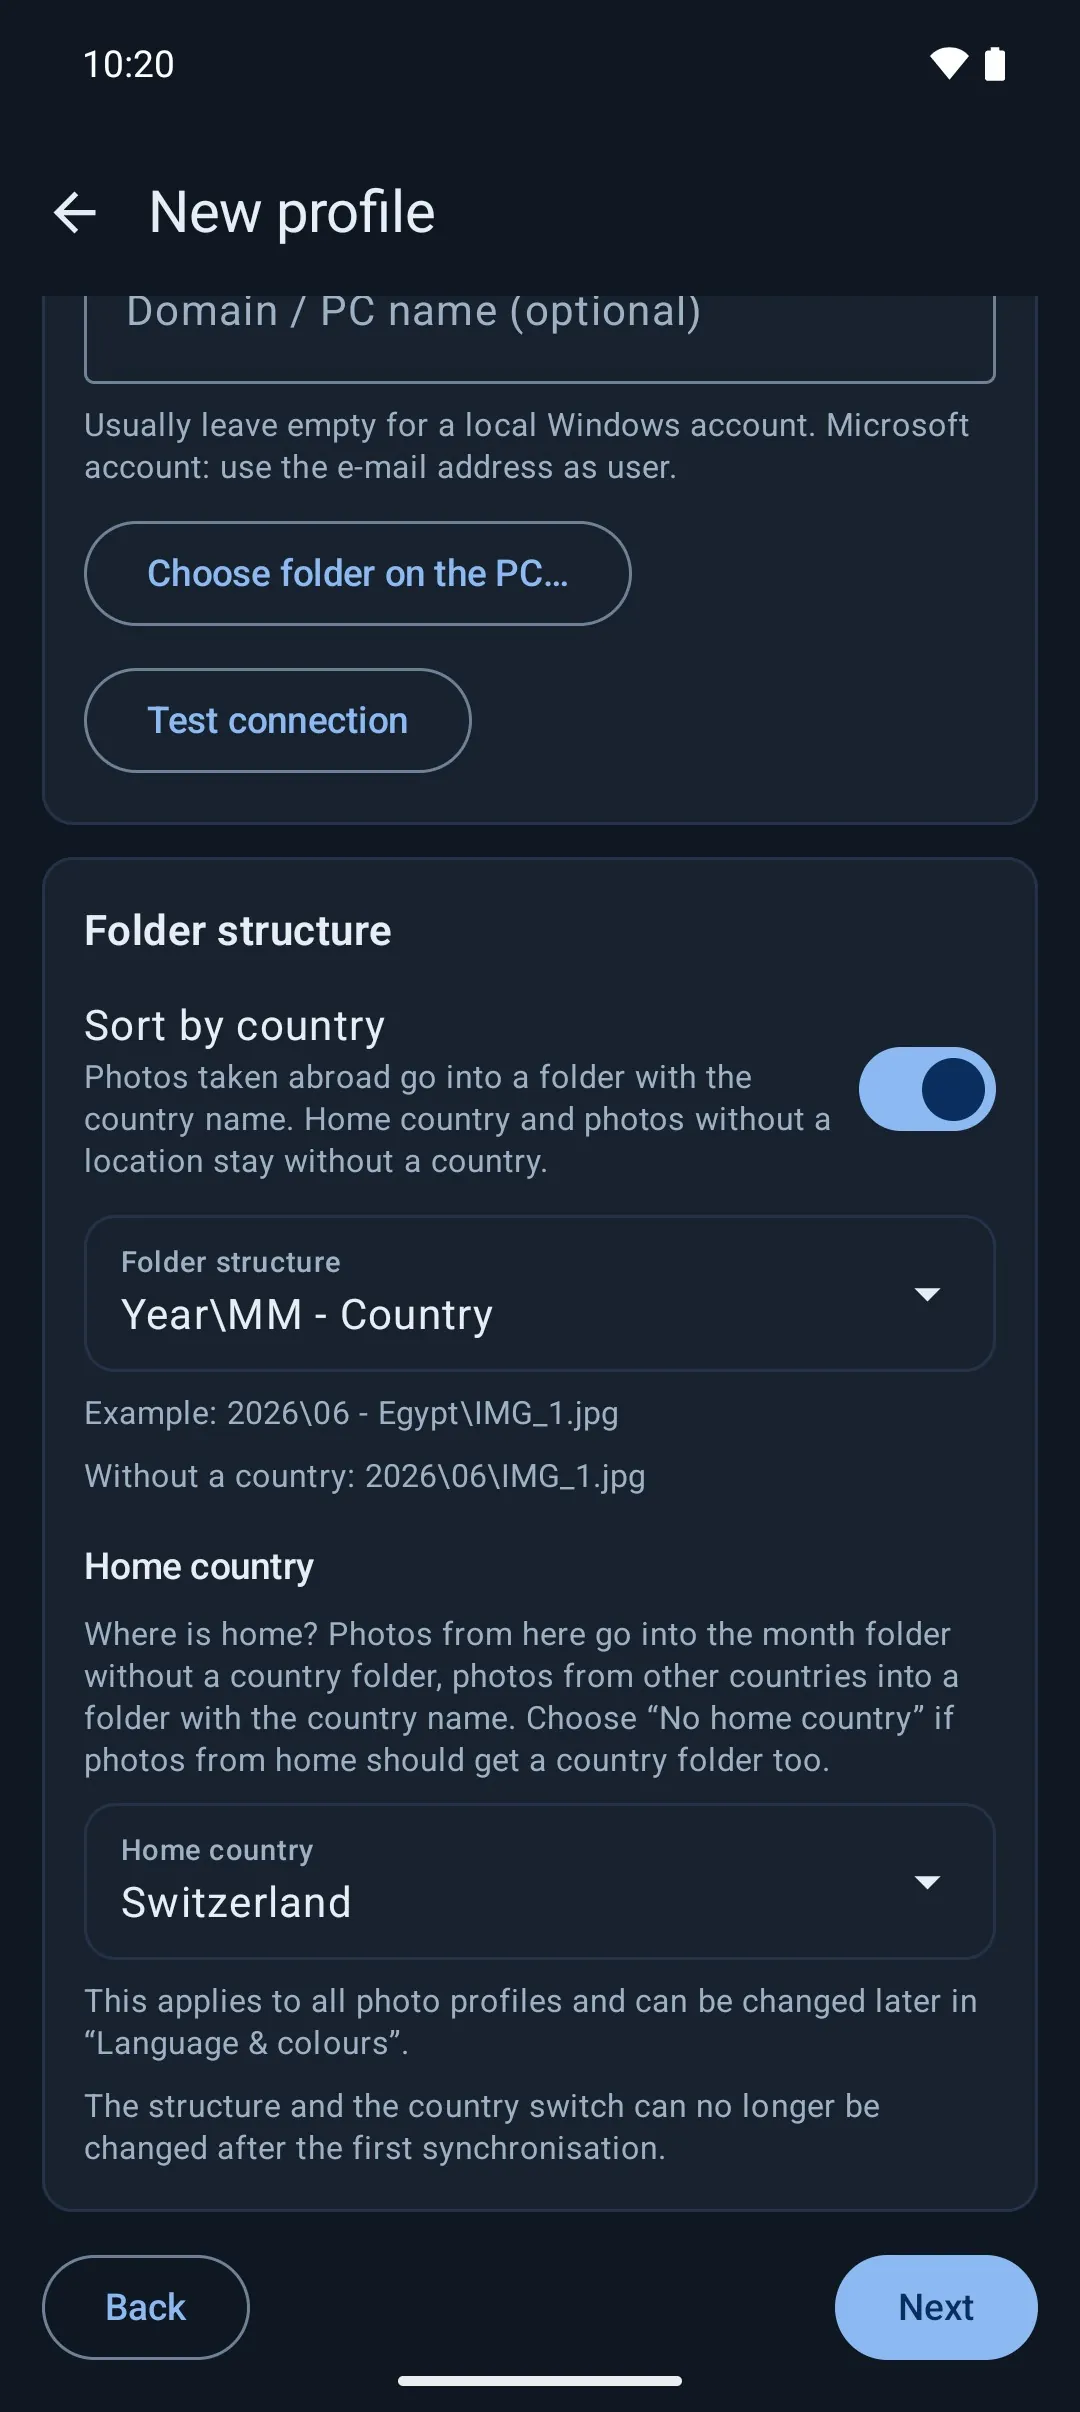 10:20
New profile
Domain / PC name (optional)
Usually leave empty for a local Windows account. Microsoft
account: use the e-mail address as user.
Choose folder on the PC…
Test connection
Folder structure
Sort by country
Photos taken abroad go into a folder with the
country name. Home country and photos without a
location stay without a country.
Folder structure
Year\MM - Country
Example: 2026\06 - Egypt\IMG_1.jpg
Without a country: 2026\06\IMG_1.jpg
Home country
Where is home? Photos from here go into the month folder
without a country folder, photos from other countries into a
folder with the country name. Choose “No home country” if
photos from home should get a country folder too.
Home country
Switzerland
This applies to all photo profiles and can be changed later in
“Language & colours”.
The structure and the country switch can no longer be
changed after the first synchronisation.
Back
Next